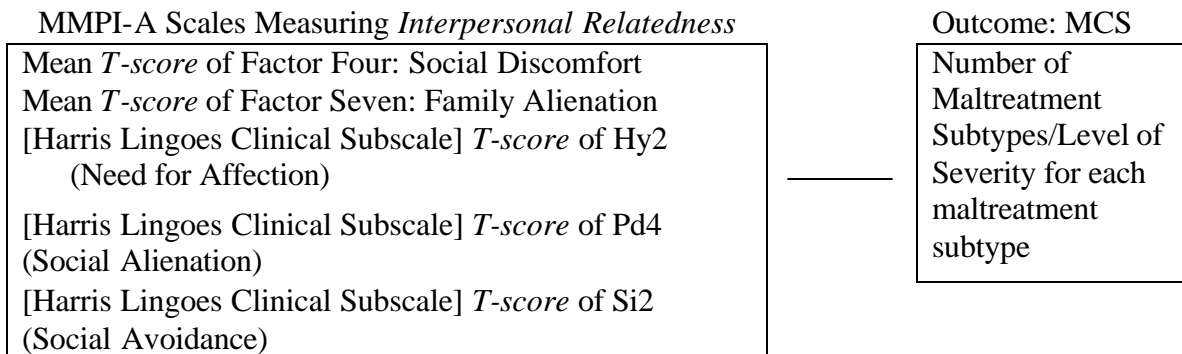 MMPI-A Scales Measuring Interpersonal Relatedness
Mean T-score of Factor Four: Social Discomfort
Mean T-score of Factor Seven: Family Alienation
[Harris Lingoes Clinical Subscale] T-score of Hy2
(Need for Affection)
[Harris Lingoes Clinical Subscale] T-score of Pd4
(Social Alienation)
[Harris Lingoes Clinical Subscale] T-score of Si2
(Social Avoidance)
Outcome: MCS
Number of
Maltreatment
Subtypes/Level of
Severity for each
maltreatment
subtype